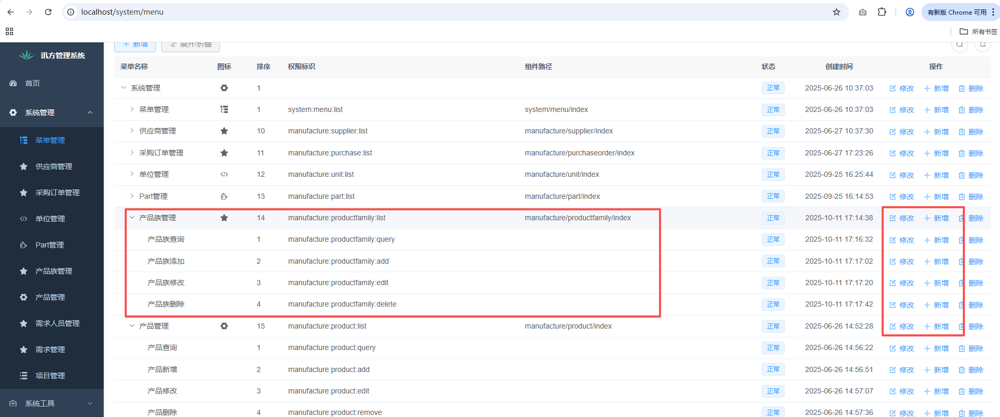 localhost/system/menu
有新版 Chrome 可用
所有书签
讯方管理系统
首页
系统管理
菜单管理
供应商管理
采购订单管理
单位管理
Part管理
产品族管理
产品管理
需求人员管理
需求管理
项目管理
系统工具
新增 展开/折叠
菜单名称 图标 排序 权限标识 组件路径 状态 创建时间 操作
系统管理 1 正常 2025-06-26 10:37:03 修改 新增 删除
菜单管理 1 system:menu:list system/menu/index 正常 2025-06-26 10:37:03 修改 新增 删除
供应商管理 10 manufacture:supplier:list manufacture/supplier/index 正常 2025-06-27 10:37:30 修改 新增 删除
采购订单管理 11 manufacture:purchase:list manufacture/purchaseorder/index 正常 2025-06-27 17:23:26 修改 新增 删除
单位管理 12 manufacture:unit:list manufacture/unit/index 正常 2025-09-25 16:25:44 修改 新增 删除
Part管理 13 manufacture:part:list manufacture/part/index 正常 2025-09-25 16:14:53 修改 新增 删除
产品族管理 14 manufacture:productfamily:list manufacture/productfamily/index 正常 2025-10-11 17:14:38 修改 新增 删除
产品族查询 1 manufacture:productfamily:query 正常 2025-10-11 17:16:32 修改 新增 删除
产品族添加 2 manufacture:productfamily:add 正常 2025-10-11 17:17:02 修改 新增 删除
产品族修改 3 manufacture:productfamily:edit 正常 2025-10-11 17:17:20 修改 新增 删除
产品族删除 4 manufacture:productfamily:delete 正常 2025-10-11 17:17:42 修改 新增 删除
产品管理 15 manufacture:product:list manufacture/product/index 正常 2025-06-26 14:52:28 修改 新增 删除
产品查询 1 manufacture:product:query 正常 2025-06-26 14:56:22 修改 新增 删除
产品新增 2 manufacture:product:add 正常 2025-06-26 14:56:51 修改 新增 删除
产品修改 3 manufacture:product:edit 正常 2025-06-26 14:57:07 修改 新增 删除
产品删除 4 manufacture:product:remove 正常 2025-06-26 14:57:36 修改 新增 删除